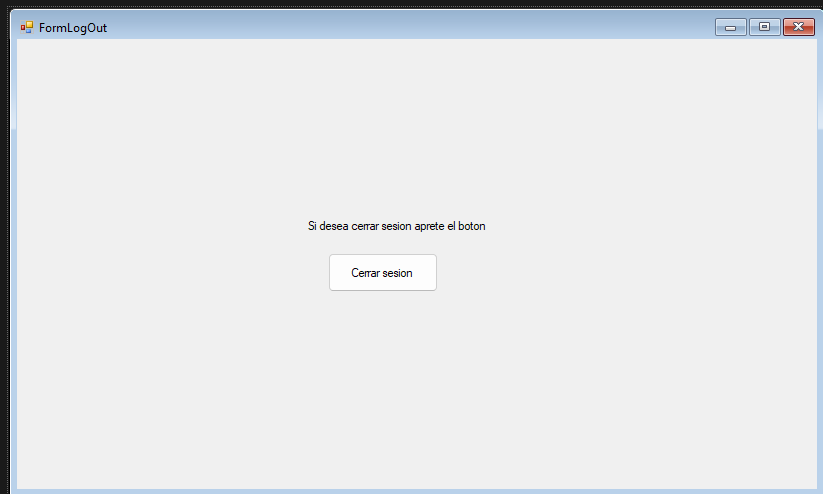 FormLogOut
Si desea cerrar sesion aprete el boton
Cerrar sesion